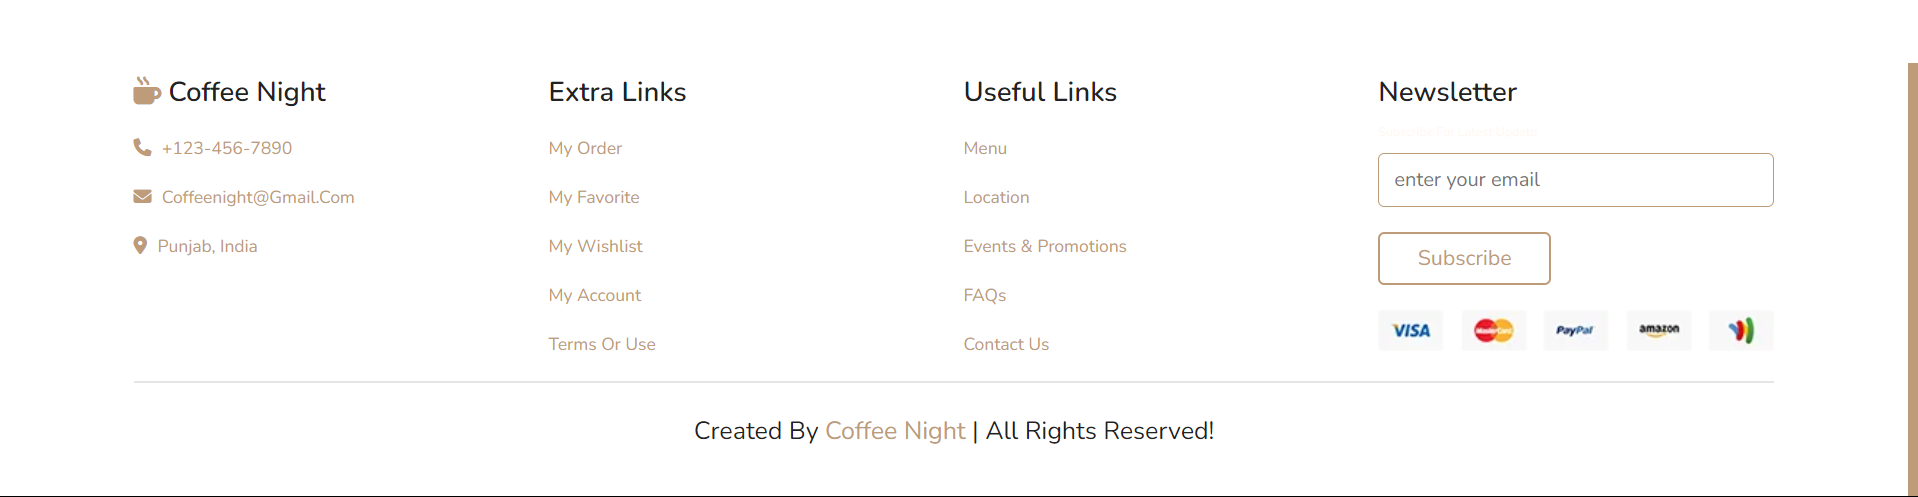 Coffee Night
+123-456-7890
Coffeenight@Gmail.Com
Punjab, India
Extra Links
My Order
My Favorite
My Wishlist
My Account
Terms Or Use
Useful Links
Menu
Location
Events & Promotions
FAQs
Contact Us
Newsletter
Subscribe For Latest Update
enter your email
Subscribe
VISA
MasterCard
PayPal
amazon
Created By Coffee Night | All Rights Reserved!